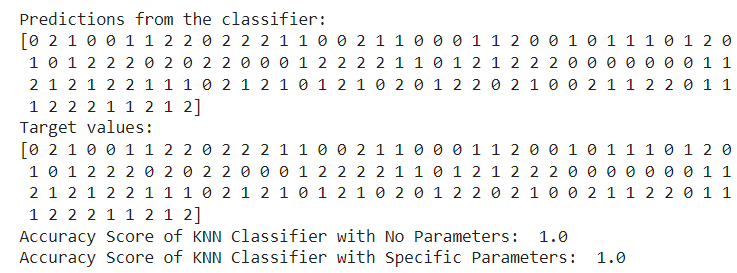 Predictions from the classifier:
[0 2 1 0 0 1 1 2 2 0 2 2 2 1 1 0 0 2 1 1 0 0 0 1 1 2 0 0 1 0 1 1 1 0 1 2 0
1 0 1 2 2 2 0 2 0 2 2 0 0 0 1 2 2 2 2 1 1 0 1 2 1 2 2 2 0 0 0 0 0 0 0 1 1
2 1 2 1 2 2 1 1 1 0 2 1 2 1 0 1 2 1 0 2 0 1 2 2 0 2 1 0 0 2 1 1 2 2 0 1 1
1 2 2 2 1 1 2 1 2]
Target values:
[0 2 1 0 0 1 1 2 2 0 2 2 2 1 1 0 0 2 1 1 0 0 0 1 1 2 0 0 1 0 1 1 1 0 1 2 0
1 0 1 2 2 2 0 2 0 2 2 0 0 0 1 2 2 2 2 1 1 0 1 2 1 2 2 2 0 0 0 0 0 0 0 1 1
2 1 2 1 2 2 1 1 1 0 2 1 2 1 0 1 2 1 0 2 0 1 2 2 0 2 1 0 0 2 1 1 2 2 0 1 1
1 2 2 2 1 1 2 1 2]
Accuracy Score of KNN Classifier with No Parameters:  1.0
Accuracy Score of KNN Classifier with Specific Parameters:  1.0